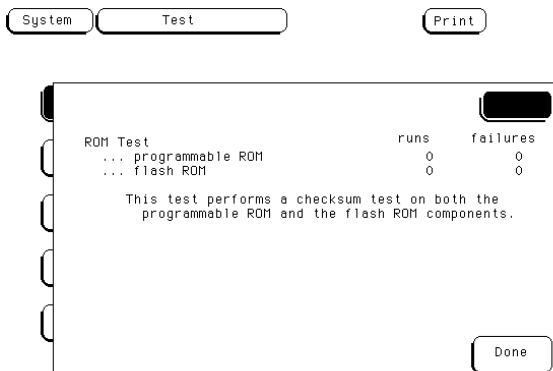 System Test Print
runs failures
ROM Test
... programmable ROM 0 0
... flash ROM 0 0
This test performs a checksum test on both the
programmable ROM and the flash ROM components.
Done